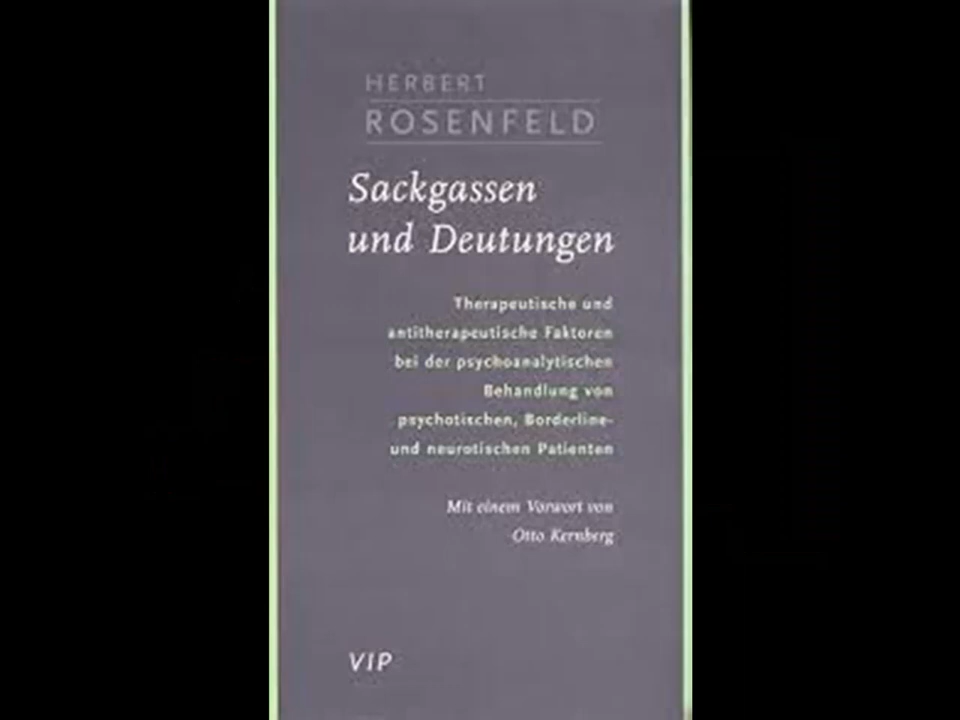 HERBERT
ROSENFELD
Sackgassen
und Deutungen
Therapeutische und
antitherapeutische Faktoren
bei der psychoanalytischen
Behandlung von
psychotischen, Borderline-
und neurotischen Patienten
Mit einem Vorwort von
Otto Kernberg
VIP